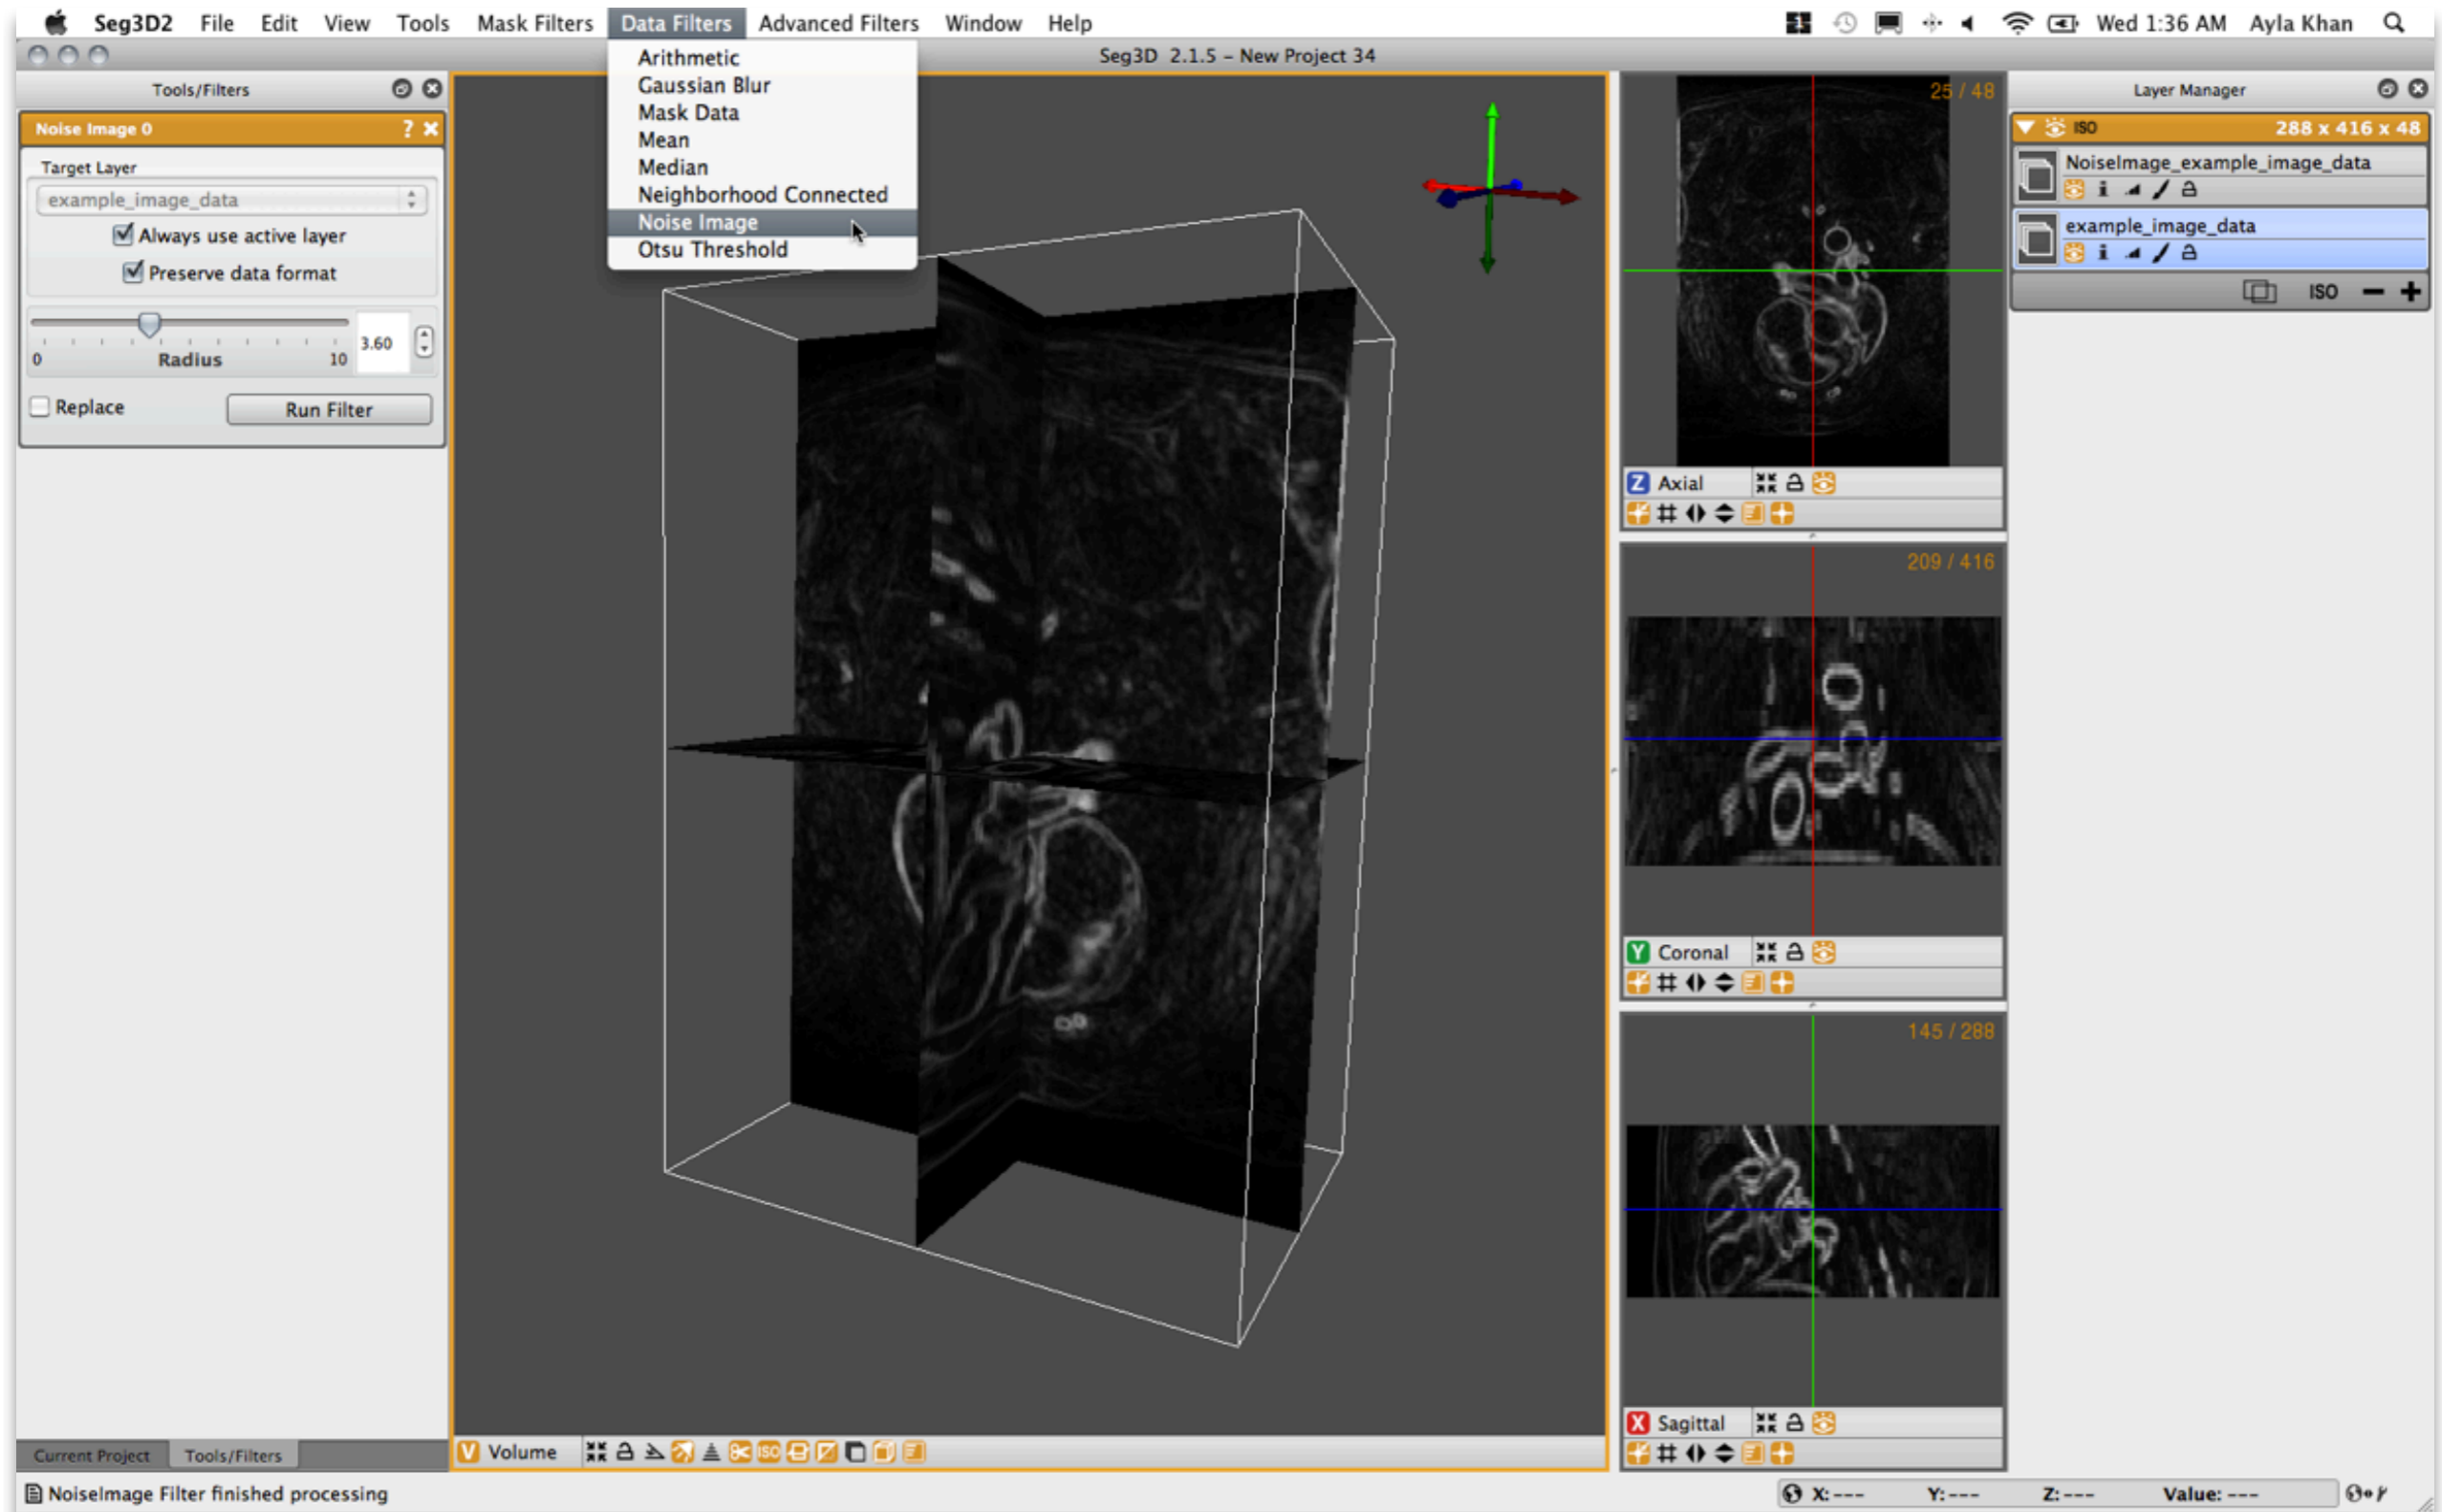 Seg3D2 File Edit View Tools Mask Filters Data Filters Advanced Filters Window Help Wed 1:36 AM Ayla Khan
Seg3D 2.1.5 – New Project 34
Arithmetic
Gaussian Blur
Mask Data
Mean
Median
Neighborhood Connected
Noise Image
Otsu Threshold
Tools/Filters
Noise Image 0 ?
Target Layer
example_image_data
Always use active layer
Preserve data format
0 Radius 10 3.60
Replace Run Filter
Current Project Tools/Filters
V Volume ISO
25 / 48
Z Axial
209 / 416
Y Coronal
145 / 288
X Sagittal
Layer Manager
ISO 288 x 416 x 48
NoiseImage_example_image_data
example_image_data
ISO
NoiseImage Filter finished processing
X: --- Y: --- Z: --- Value: ---